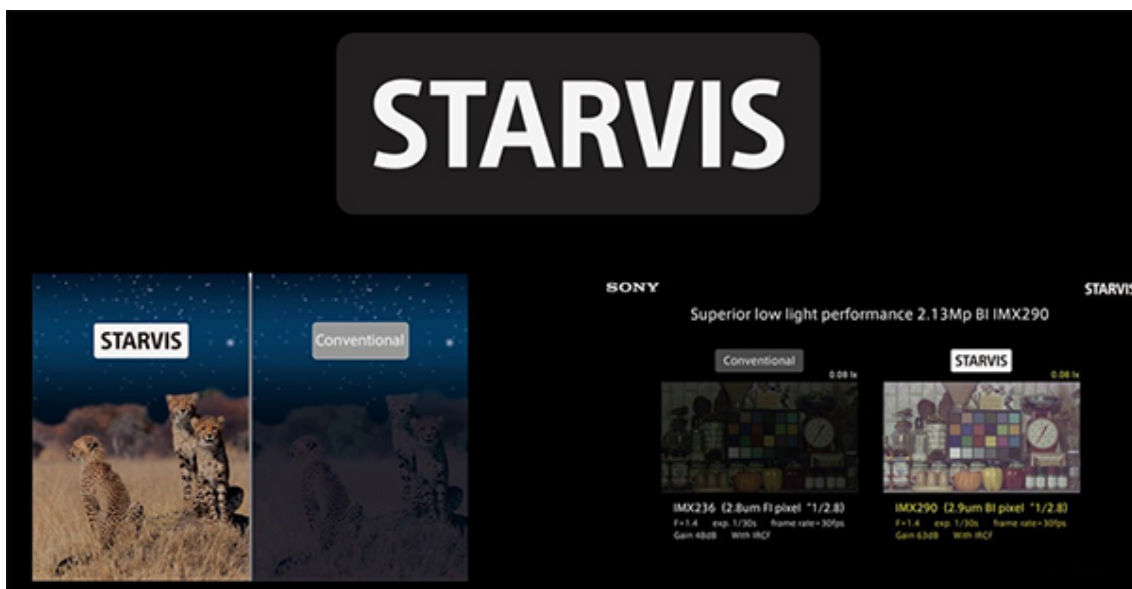 STARVIS
STARVIS
Conventional
SONY
STARVIS
Superior low light performance 2.13Mp BI IMX290
Conventional
STARVIS
0.08 lx
0.08 lx
IMX236 (2.8um FI pixel "1/2.8)
F=1.4 exp. 1/30s frame rate=30fps
Gain 48dB With IRCF
IMX290 (2.9um BI pixel "1/2.8)
F=1.4 exp. 1/30s frame rate=30fps
Gain 63dB With IRCF